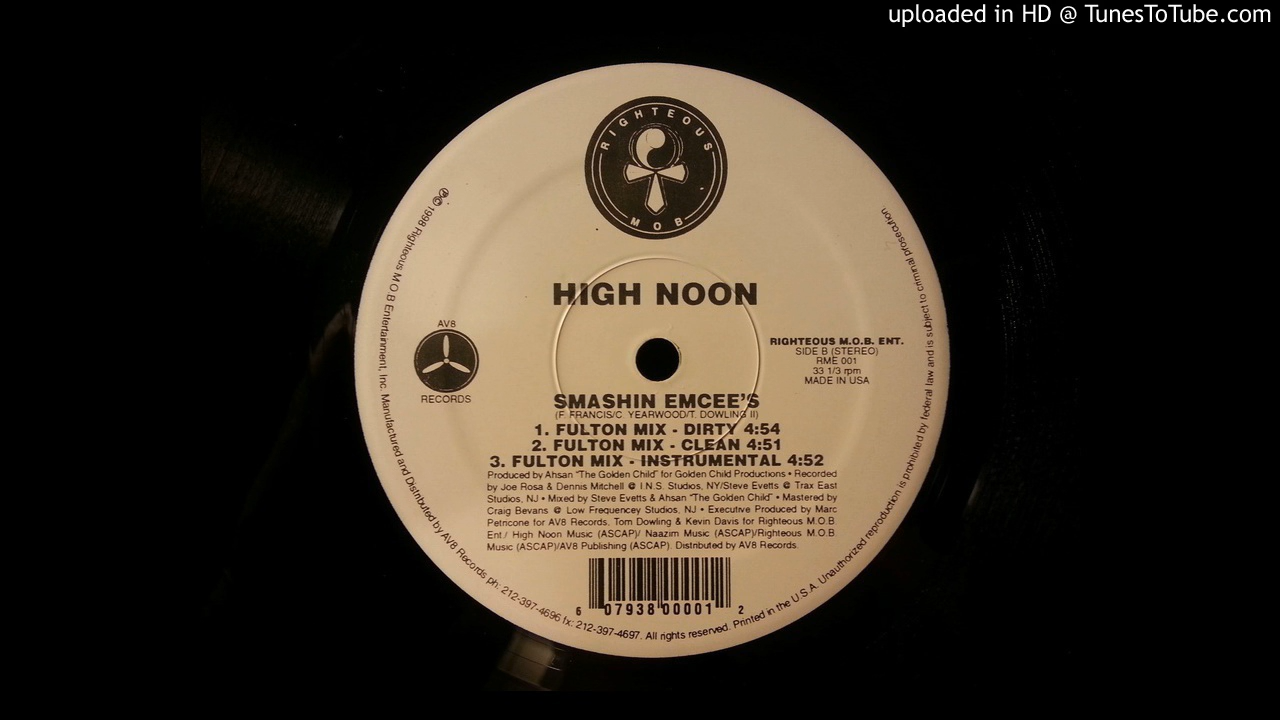 uploaded in HD @ TunesToTube.com
RIGHTEOUS
M O B
HIGH NOON
AV8
RECORDS
RIGHTEOUS M.O.B. ENT.
SIDE B (STEREO)
RME 001
33 1/3 rpm
MADE IN USA
SMASHIN EMCEE'S
(F. FRANCIS/C. YEARWOOD/T. DOWLING II)
1. FULTON MIX - DIRTY 4:54
2. FULTON MIX - CLEAN 4:51
3. FULTON MIX - INSTRUMENTAL 4:52
Produced by Ahsan "The Golden Child" for Golden Child Productions • Recorded
by Joe Rosa & Dennis Mitchell @ I.N.S. Studios, NY/Steve Evetts @ Trax East
Studios, NJ • Mixed by Steve Evetts & Ahsan "The Golden Child" • Mastered by
Craig Bevans @ Low Frequencey Studios, NJ • Executive Produced by Marc
Petricone for AV8 Records, Tom Dowling & Kevin Davis for Righteous M.O.B.
Ent./ High Noon Music (ASCAP)/ Naazim Music (ASCAP)/Righteous M.O.B.
Music (ASCAP)/AV8 Publishing (ASCAP). Distributed by AV8 Records.
6 07938 00001 2
℗© 1998 Righteous M.O.B Entertainment, Inc. Manufactured and Distributed by AV8 Records ph: 212-397-4696 fx: 212-397-4697. All rights reserved. Printed in the U.S.A. Unauthorized reproduction is prohibited by federal law and is subject to criminal prosecution.